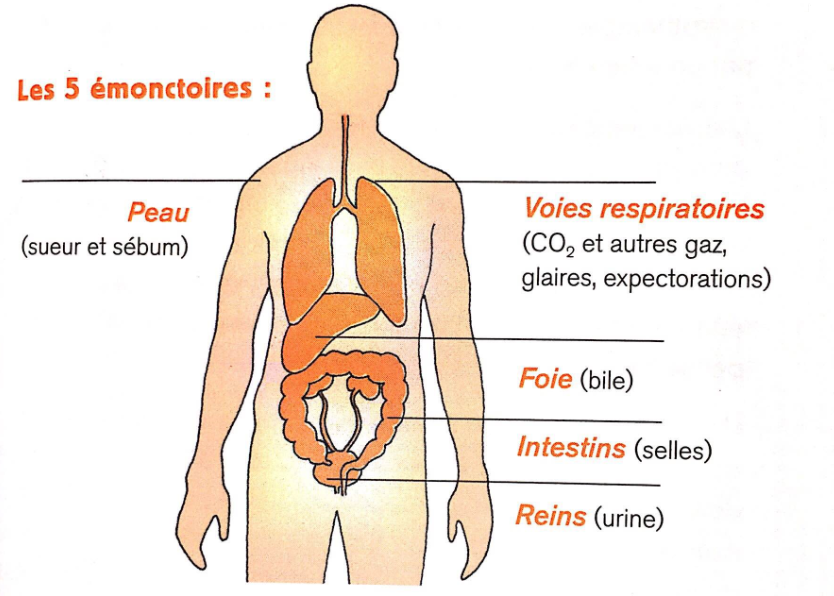 Les 5 émonctoires :
Peau
(sueur et sébum)
Voies respiratoires
(CO₂ et autres gaz,
glaires, expectorations)
Foie (bile)
Intestins (selles)
Reins (urine)